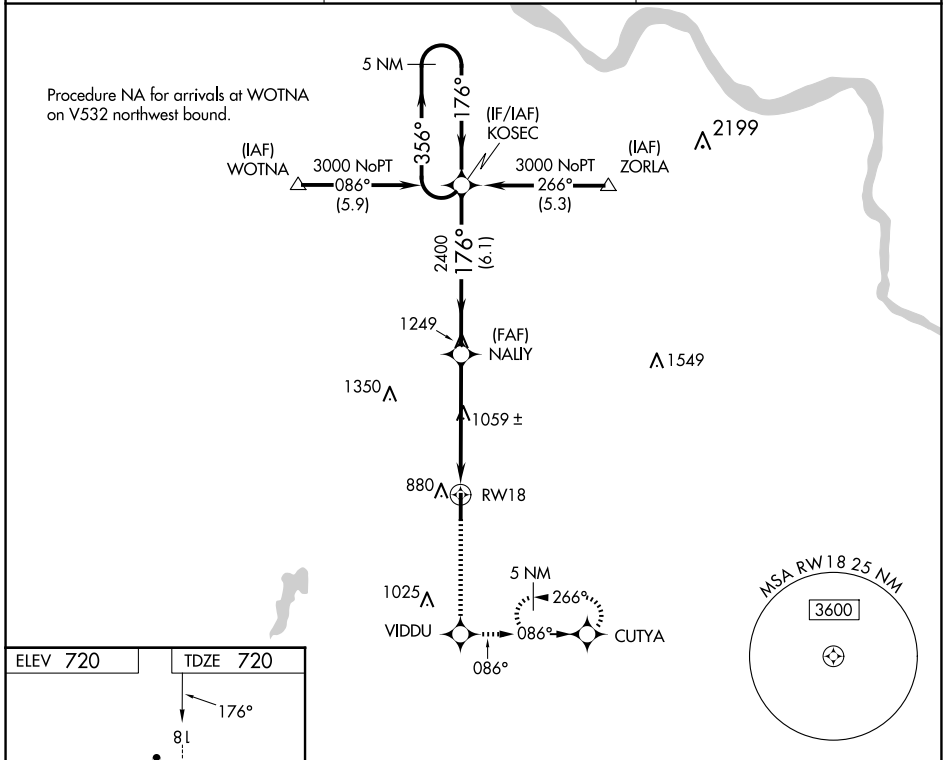 5 NM
Procedure NA for arrivals at WOTNA
on V532 northwest bound.
176°
356°
(IF/IAF)
KOSEC
(IAF)
WOTNA
3000 NoPT
086°
(5.9)
3000 NoPT
266°
(5.3)
(IAF)
ZORLA
2199
2400
176°
(6.1)
1249
(FAF)
NALIY
1549
1350
1059 ±
880
RW18
1025
5 NM
266°
VIDDU
086°
CUTYA
086°
MSA RW18 25 NM
3600
ELEV 720
TDZE 720
176°
18